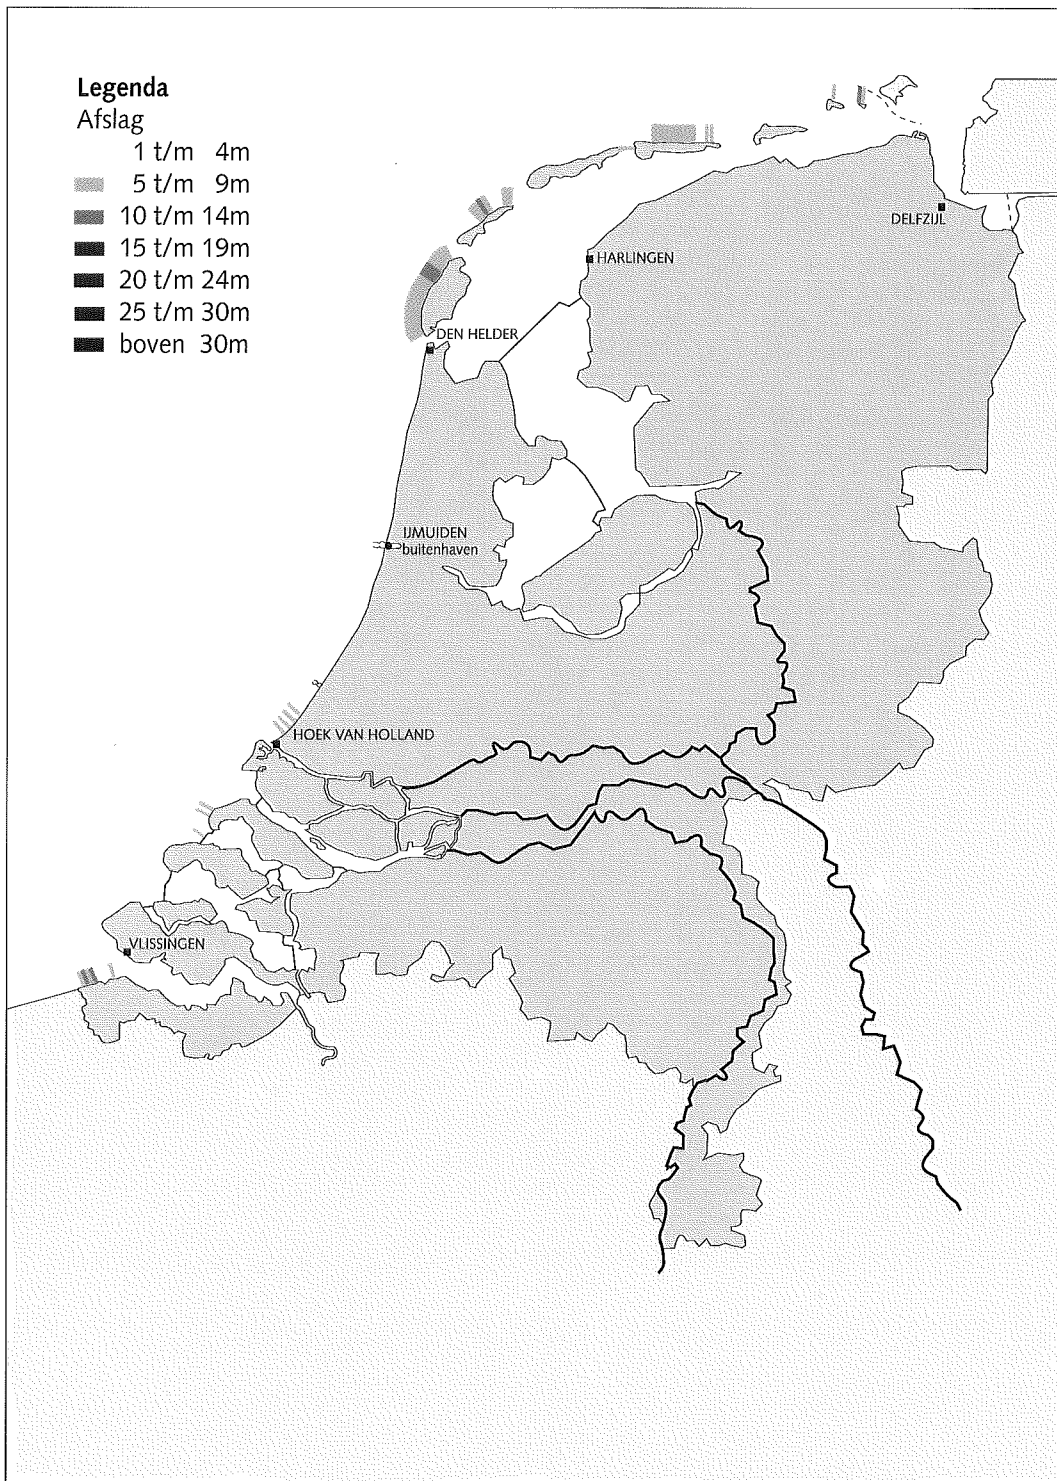 Legenda
Afslag
1 t/m 4m
5 t/m 9m
10 t/m 14m
15 t/m 19m
20 t/m 24m
25 t/m 30m
boven 30m
DELFZIJL
HARLINGEN
DEN HELDER
IJMUIDEN
buitenhaven
HOEK VAN HOLLAND
VLISSINGEN